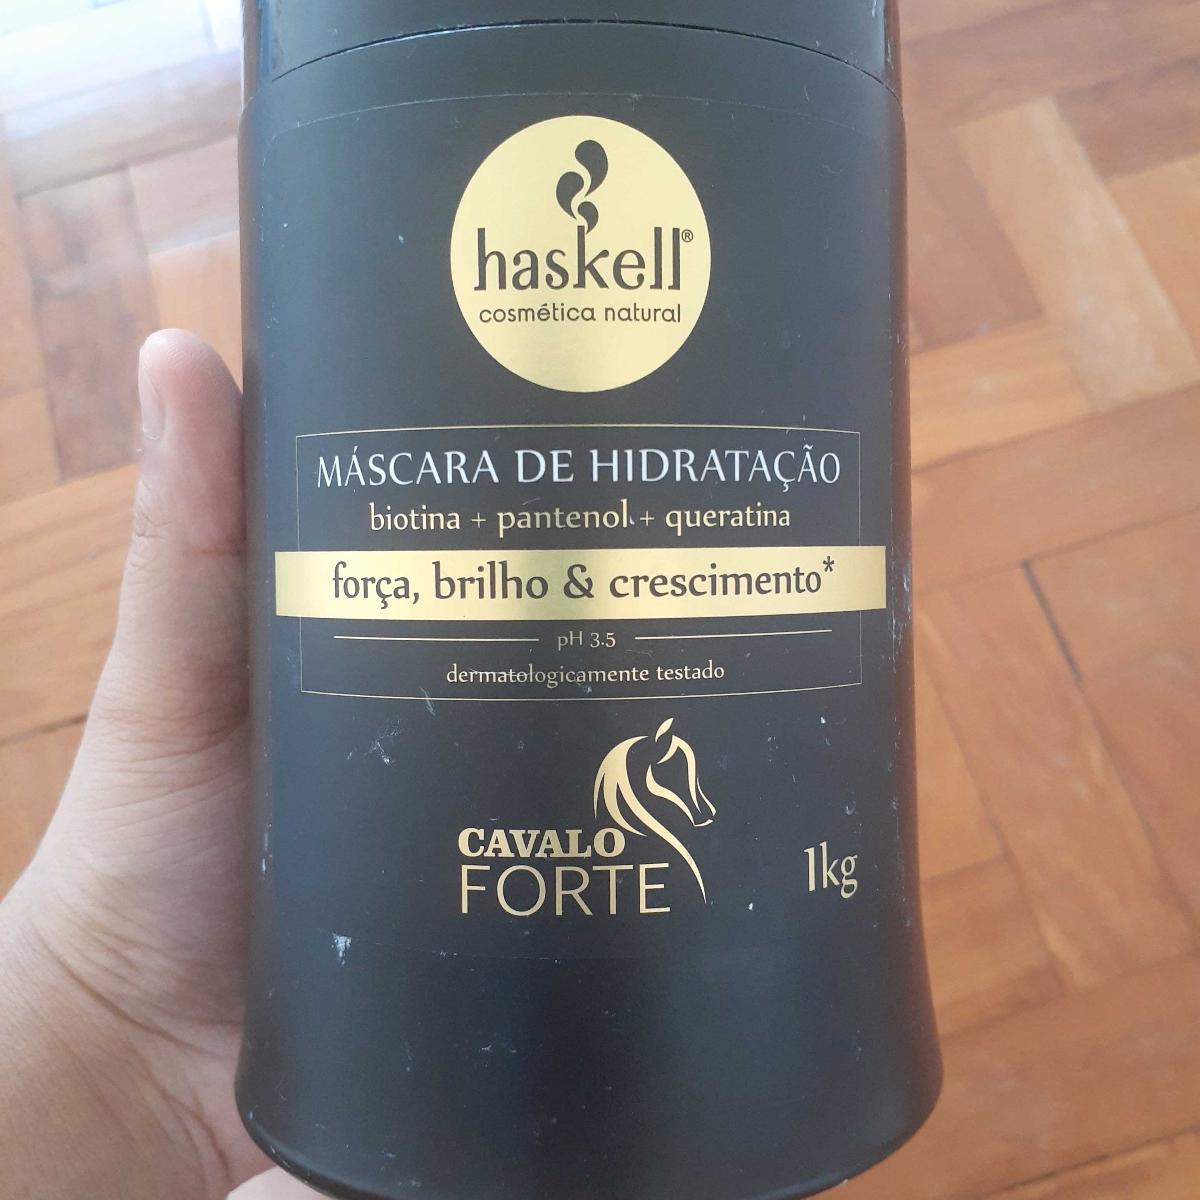 haskell®
cosmética natural
MÁSCARA DE HIDRATAÇÃO
biotina + pantenol + queratina
força, brilho & crescimento*
pH 3.5
dermatologicamente testado
CAVALO
FORTE
1kg